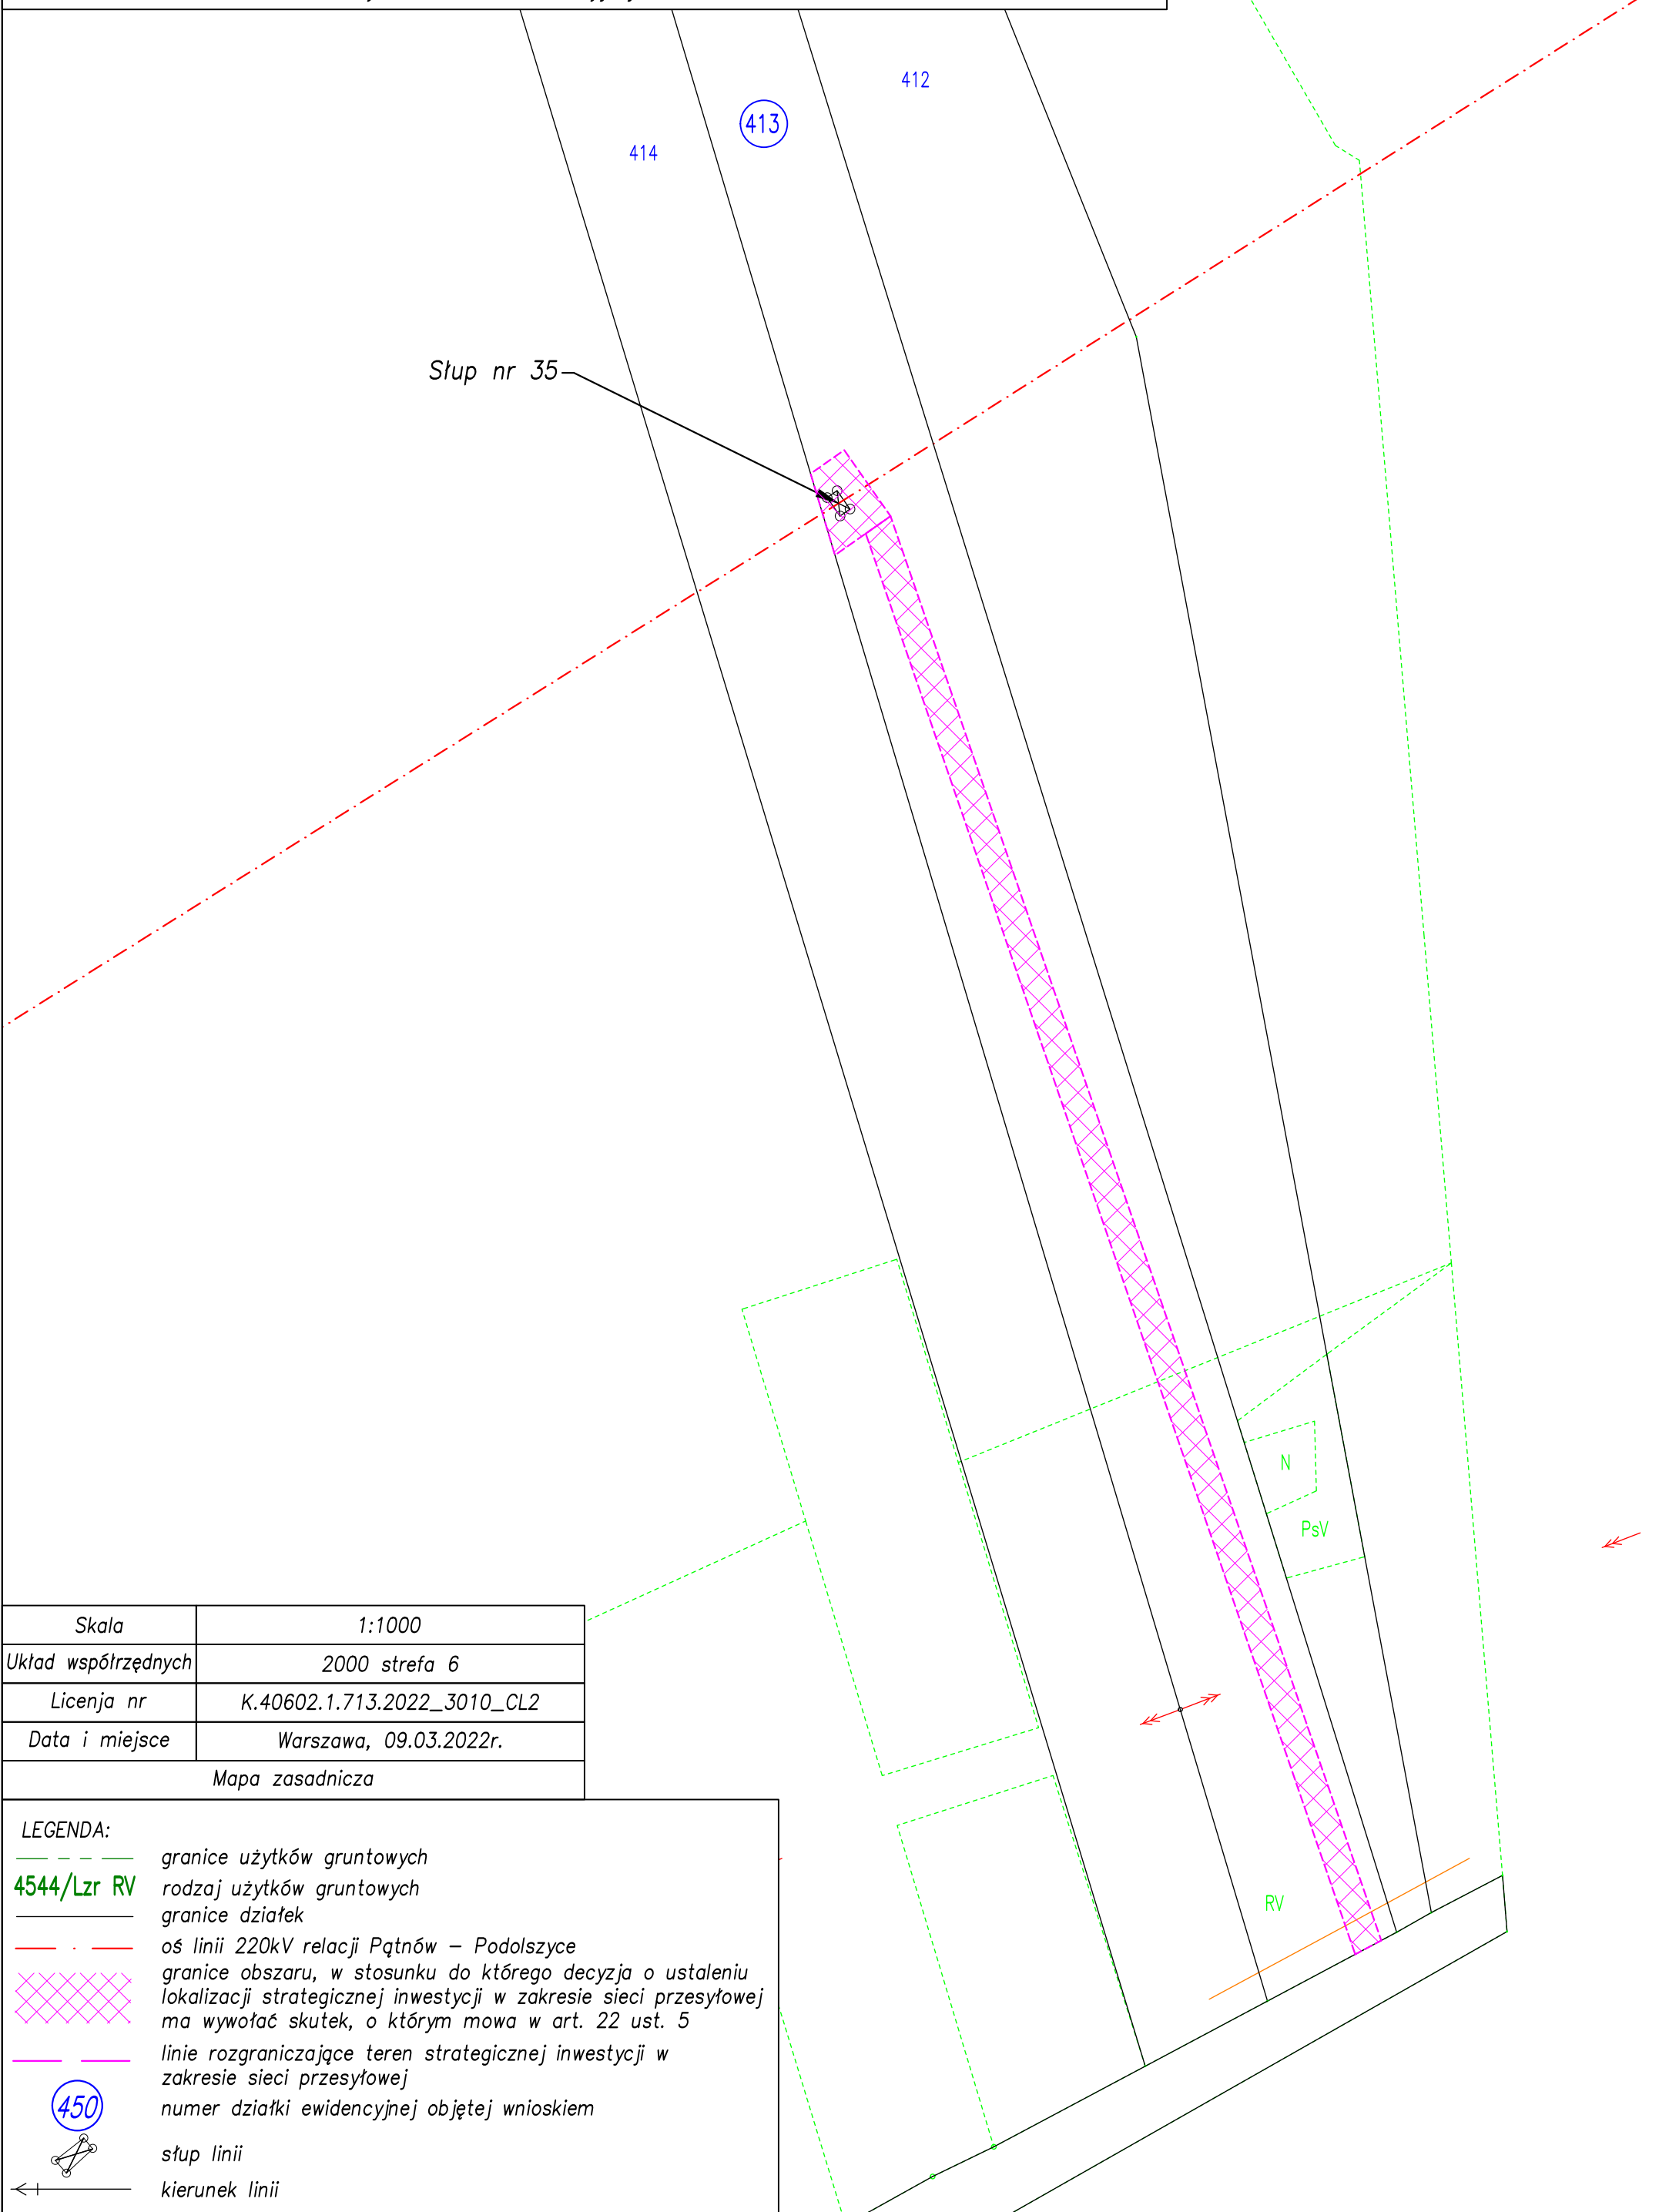 412
413
414
Słup nr 35
N
PsV
RV
Skala 1:1000
Układ współrzędnych 2000 strefa 6
Licenja nr K.40602.1.713.2022_3010_CL2
Data i miejsce Warszawa, 09.03.2022r.
Mapa zasadnicza
LEGENDA:
granice użytków gruntowych
4544/Lzr RV rodzaj użytków gruntowych
granice działek
oś linii 220kV relacji Pątnów – Podolszyce
granice obszaru, w stosunku do którego decyzja o ustaleniu
lokalizacji strategicznej inwestycji w zakresie sieci przesyłowej
ma wywołać skutek, o którym mowa w art. 22 ust. 5
linie rozgraniczające teren strategicznej inwestycji w
zakresie sieci przesyłowej
450 numer działki ewidencyjnej objętej wnioskiem
słup linii
kierunek linii